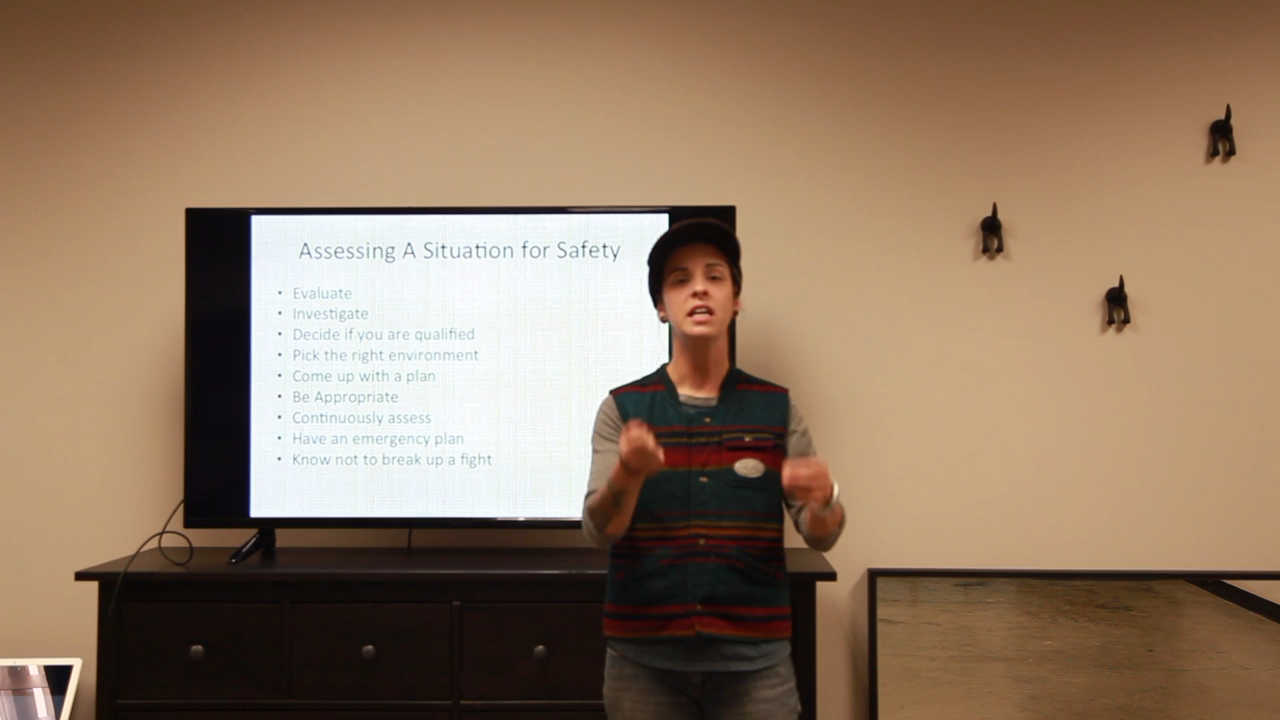 Assessing A Situation for Safety
• Evaluate
• Investigate
• Decide if you are qualified
• Pick the right environment
• Come up with a plan
• Be Appropriate
• Continuously assess
• Have an emergency plan
• Know not to break up a fight